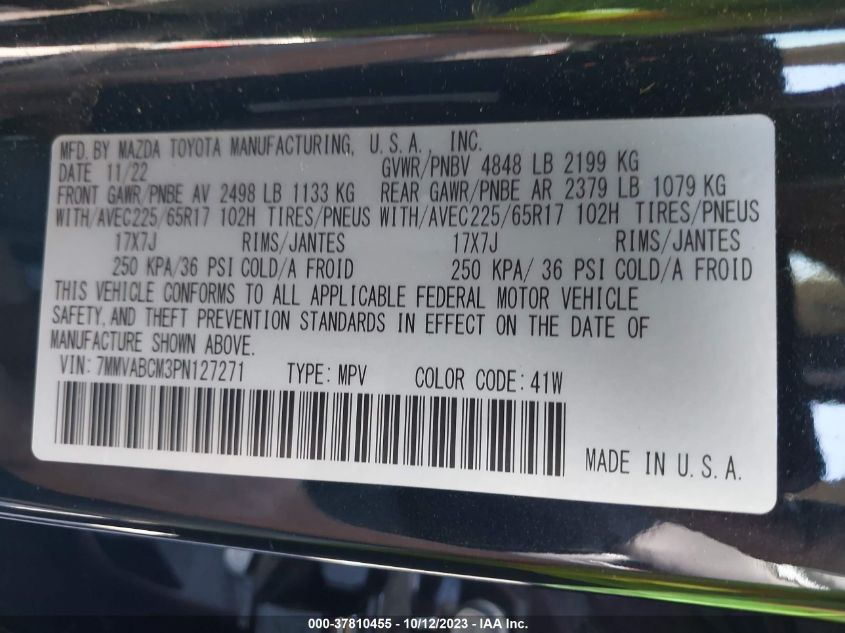 MFD. BY MAZDA TOYOTA MANUFACTURING, U.S.A., INC.
DATE 11/22 GVWR/PNBV 4848 LB 2199 KG
FRONT GAWR/PNBE AV 2498 LB 1133 KG REAR GAWR/PNBE AR 2379 LB 1079 KG
WITH/AVEC225/65R17 102H TIRES/PNEUS WITH/AVEC225/65R17 102H TIRES/PNEUS
17X7J RIMS/JANTES 17X7J RIMS/JANTES
250 KPA/36 PSI COLD/A FROID 250 KPA/ 36 PSI COLD/A FROID
THIS VEHICLE CONFORMS TO ALL APPLICABLE FEDERAL MOTOR VEHICLE
SAFETY, AND THEFT PREVENTION STANDARDS IN EFFECT ON THE DATE OF
MANUFACTURE SHOWN ABOVE.
VIN: 7MMVABCM3PN127271 TYPE: MPV COLOR CODE: 41W
MADE IN U.S.A.
000-37810455 - 10/12/2023 - IAA Inc.